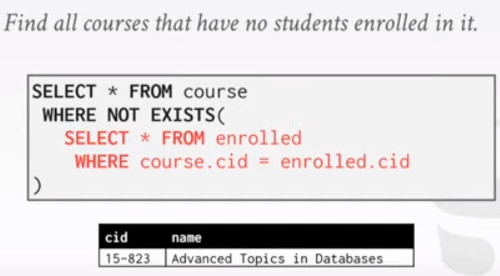 Find all courses that have no students enrolled in it.
SELECT * FROM course
WHERE NOT EXISTS(
SELECT * FROM enrolled
WHERE course.cid = enrolled.cid
)
cid name
15-823 Advanced Topics in Databases